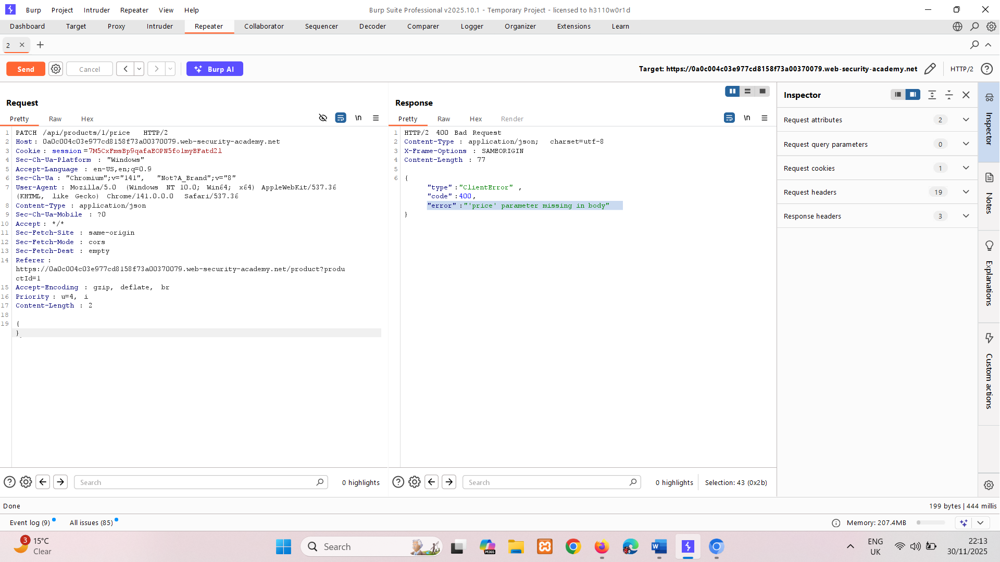 Burp Project Intruder Repeater View Help
Burp Suite Professional v2025.10.1 - Temporary Project - licensed to h3110w0r1d
Dashboard Target Proxy Intruder Repeater Collaborator Sequencer Decoder Comparer Logger Organizer Extensions Learn
2
Send Cancel Burp AI
Target: https://0a0c004c03e977cd8158f73a00370079.web-security-academy.net HTTP/2
Request
Pretty Raw Hex
\n
1 PATCH /api/products/1/price HTTP/2
2 Host: 0a0c004c03e977cd8158f73a00370079.web-security-academy.net
3 Cookie: session=7M5CxFmsBp9qafaEOPN5fo1myBFatd2l
4 Sec-Ch-Ua-Platform : "Windows"
5 Accept-Language : en-US,en;q=0.9
6 Sec-Ch-Ua : "Chromium";v="141", "Not?A_Brand";v="8"
7 User-Agent : Mozilla/5.0 (Windows NT 10.0; Win64; x64) AppleWebKit/537.36
(KHTML, like Gecko) Chrome/141.0.0.0 Safari/537.36
8 Content-Type : application/json
9 Sec-Ch-Ua-Mobile : ?0
10 Accept : */*
11 Sec-Fetch-Site : same-origin
12 Sec-Fetch-Mode : cors
13 Sec-Fetch-Dest : empty
14 Referer :
https://0a0c004c03e977cd8158f73a00370079.web-security-academy.net/product?produ
ctId=1
15 Accept-Encoding : gzip, deflate, br
16 Priority : u=4, i
17 Content-Length : 2
18
19 {
}
Search
0 highlights
Response
Pretty Raw Hex Render
\n
1 HTTP/2 400 Bad Request
2 Content-Type : application/json; charset=utf-8
3 X-Frame-Options : SAMEORIGIN
4 Content-Length : 77
5
6 {
"type" :"ClientError" ,
"code" :400,
"error" :"'price' parameter missing in body"
}
Search
0 highlights
Selection: 43 (0x2b)
Inspector
Request attributes 2
Request query parameters 0
Request cookies 1
Request headers 19
Response headers 3
Inspector
Notes
Explanations
Custom actions
Done
199 bytes | 444 millis
Event log (9) All issues (85)
Memory: 207.4MB
3
15°C
Clear
Search
M365
W
ENG
UK
22:13
30/11/2025